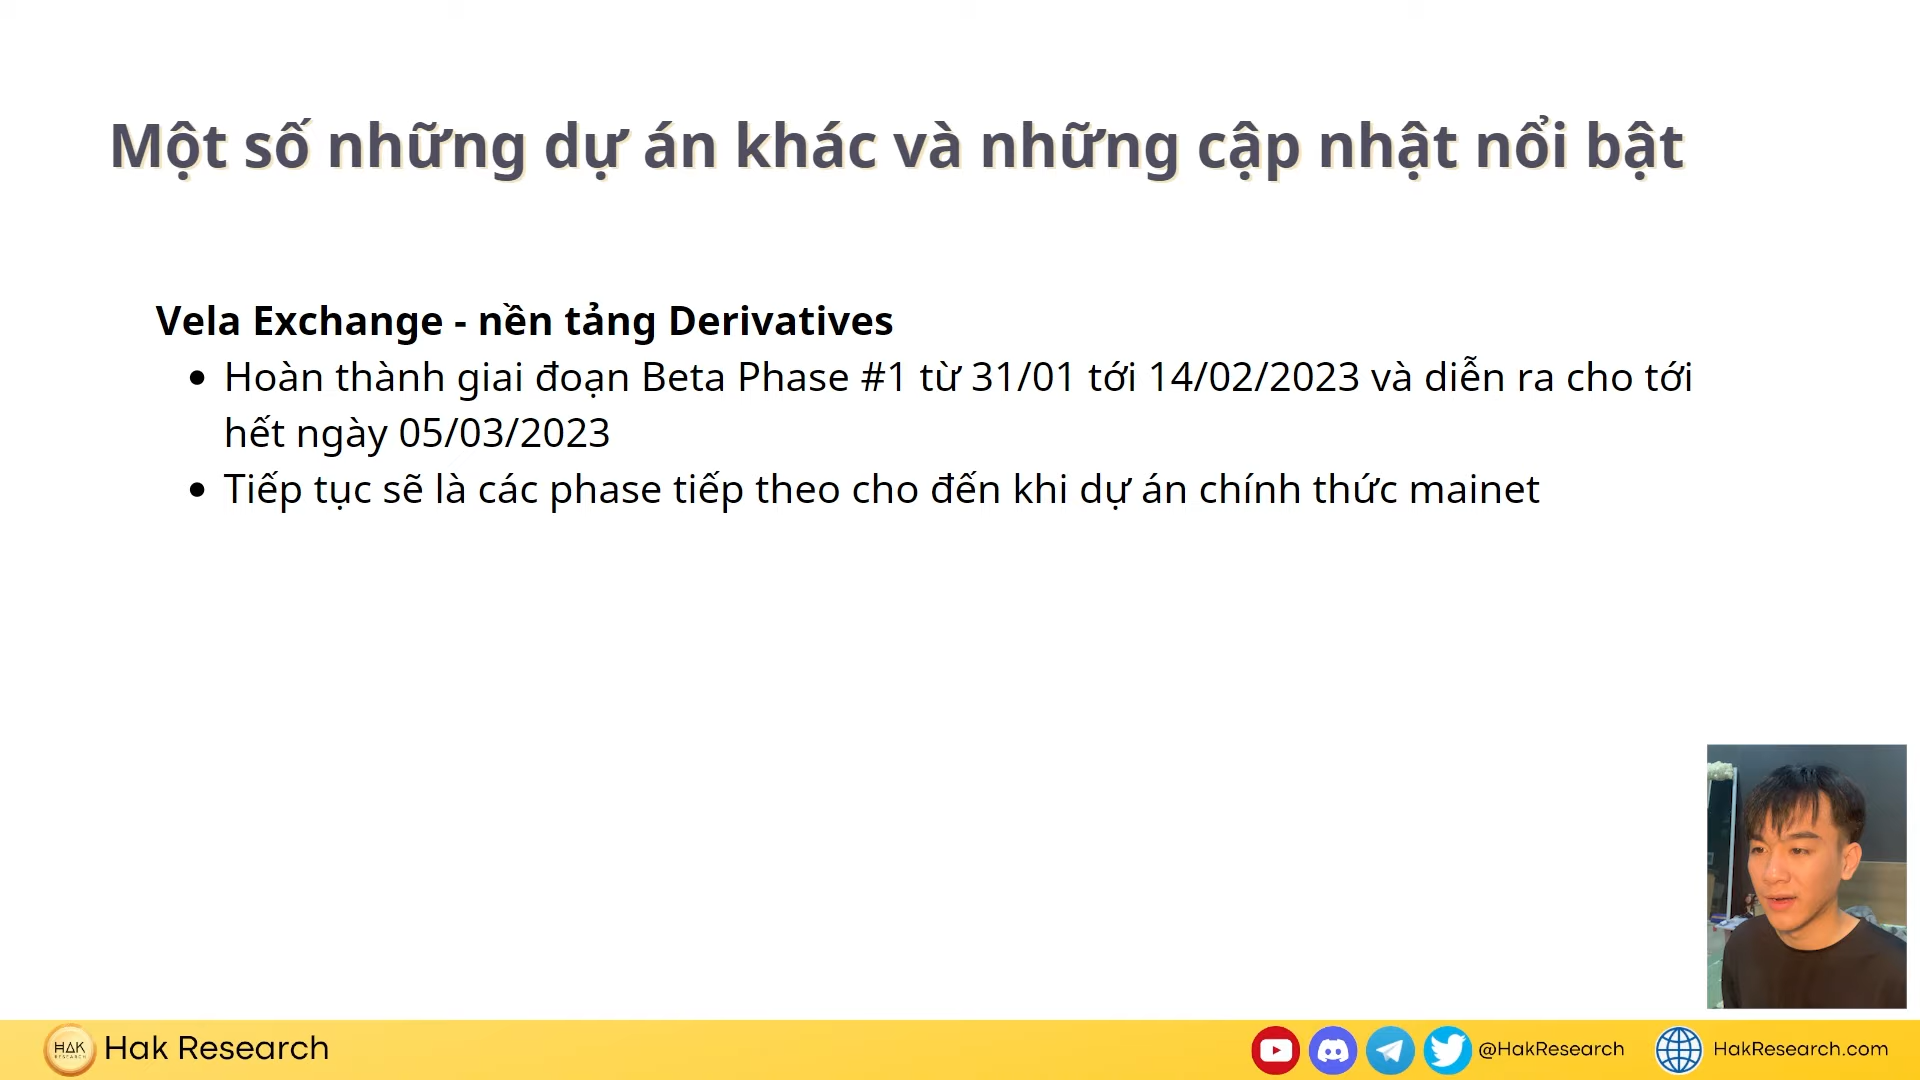 Một số những dự án khác và những cập nhật nổi bật
Vela Exchange - nền tảng Derivatives
• Hoàn thành giai đoạn Beta Phase #1 từ 31/01 tới 14/02/2023 và diễn ra cho tới
hết ngày 05/03/2023
• Tiếp tục sẽ là các phase tiếp theo cho đến khi dự án chính thức mainet
HAK
RESEARCH
Hak Research
@HakResearch
HakResearch.com